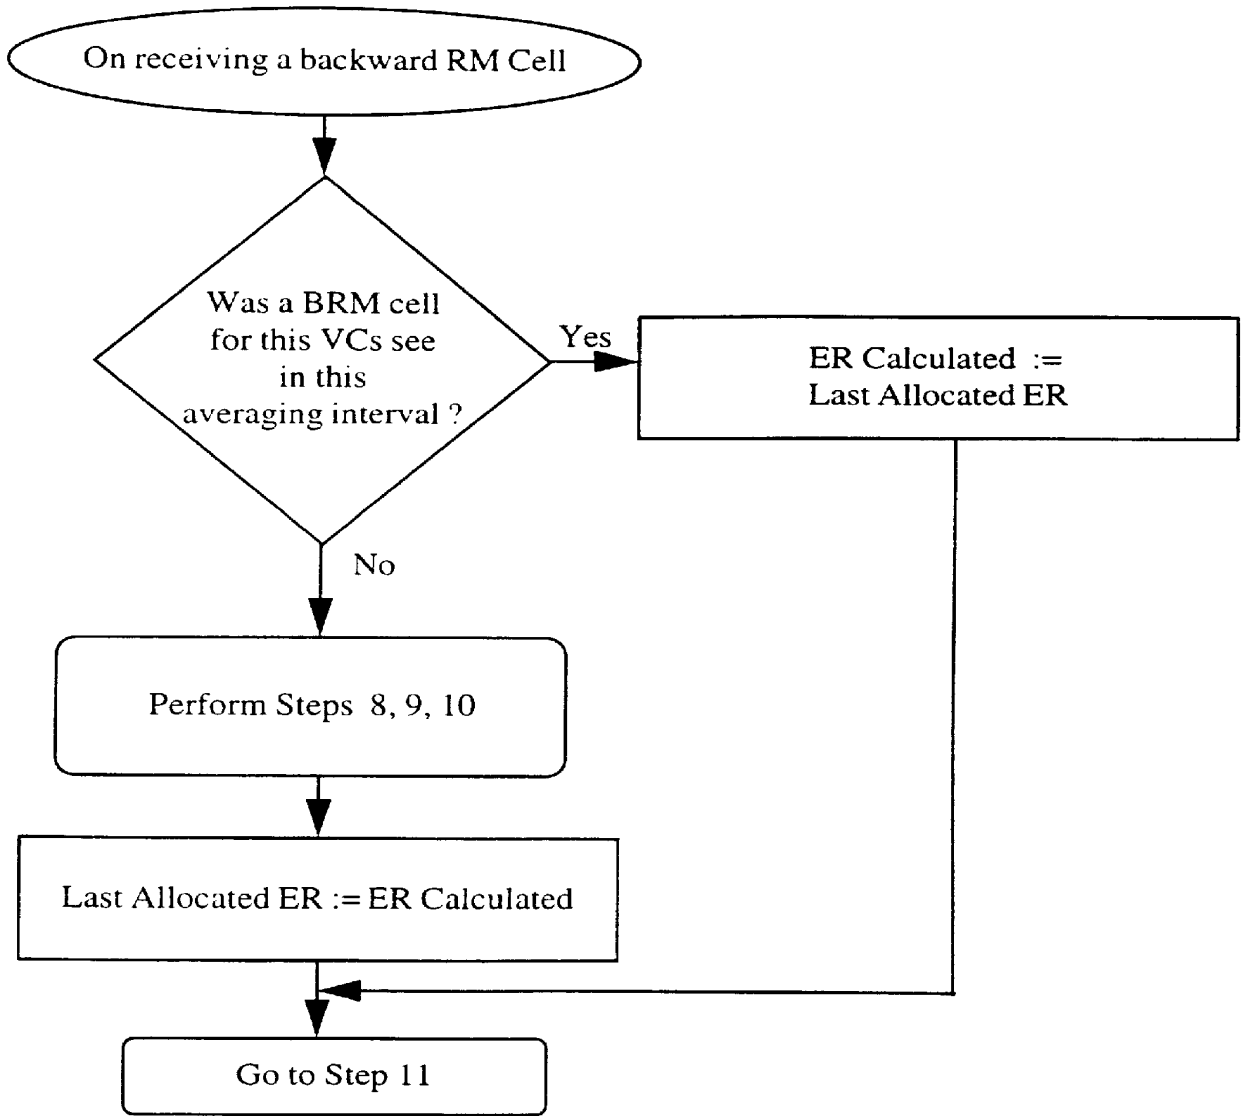 On receiving a backward RM Cell
Was a BRM cell
for this VCs see
in this
averaging interval ?
Yes
ER Calculated :=
Last Allocated ER
No
Perform Steps 8, 9, 10
Last Allocated ER := ER Calculated
Go to Step 11